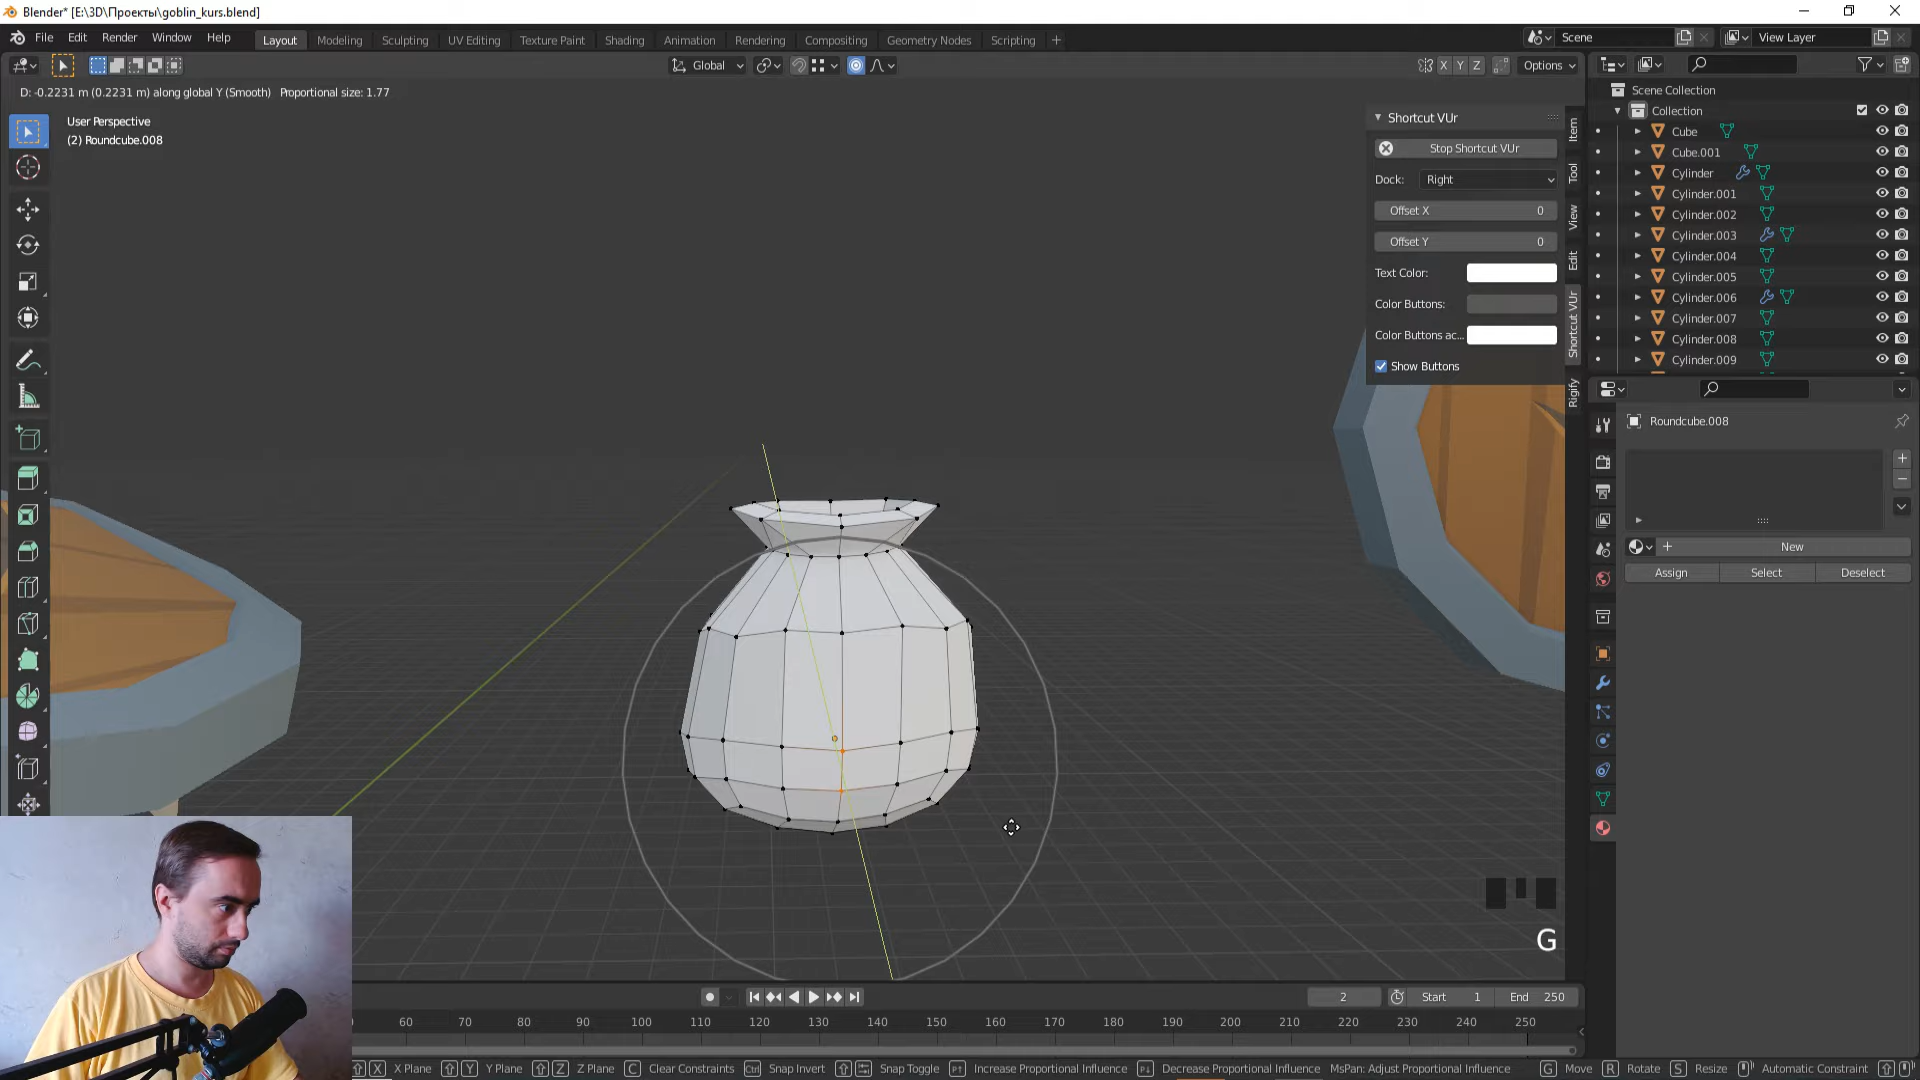 Blender* [E:\3D\Проекты\goblin_kurs.blend]
File Edit Render Window Help
Layout Modeling Sculpting UV Editing Texture Paint Shading Animation Rendering Compositing Geometry Nodes Scripting +
Scene
View Layer
Global
X Y Z
Options
D: -0.2231 m (0.2231 m) along global Y (Smooth) Proportional size: 1.77
User Perspective
(2) Roundcube.008
Shortcut VUr
Stop Shortcut VUr
Dock: Right
Offset X 0
Offset Y 0
Text Color:
Color Buttons:
Color Buttons ac...
Show Buttons
Item
Tool
View
Edit
Shortcut VUr
Rigify
Scene Collection
Collection
Cube
Cube.001
Cylinder
Cylinder.001
Cylinder.002
Cylinder.003
Cylinder.004
Cylinder.005
Cylinder.006
Cylinder.007
Cylinder.008
Cylinder.009
Roundcube.008
New
Assign Select Deselect
G
2
Start 1
End 250
60 70 80 90 100 110 120 130 140 150 160 170 180 190 200 210 220 230 240 250
X X Plane Y Y Plane Z Z Plane C Clear Constraints Ctrl Snap Invert Snap Toggle Increase Proportional Influence Decrease Proportional Influence MsPan: Adjust Proportional Influence G Move R Rotate S Resize Automatic Constraint